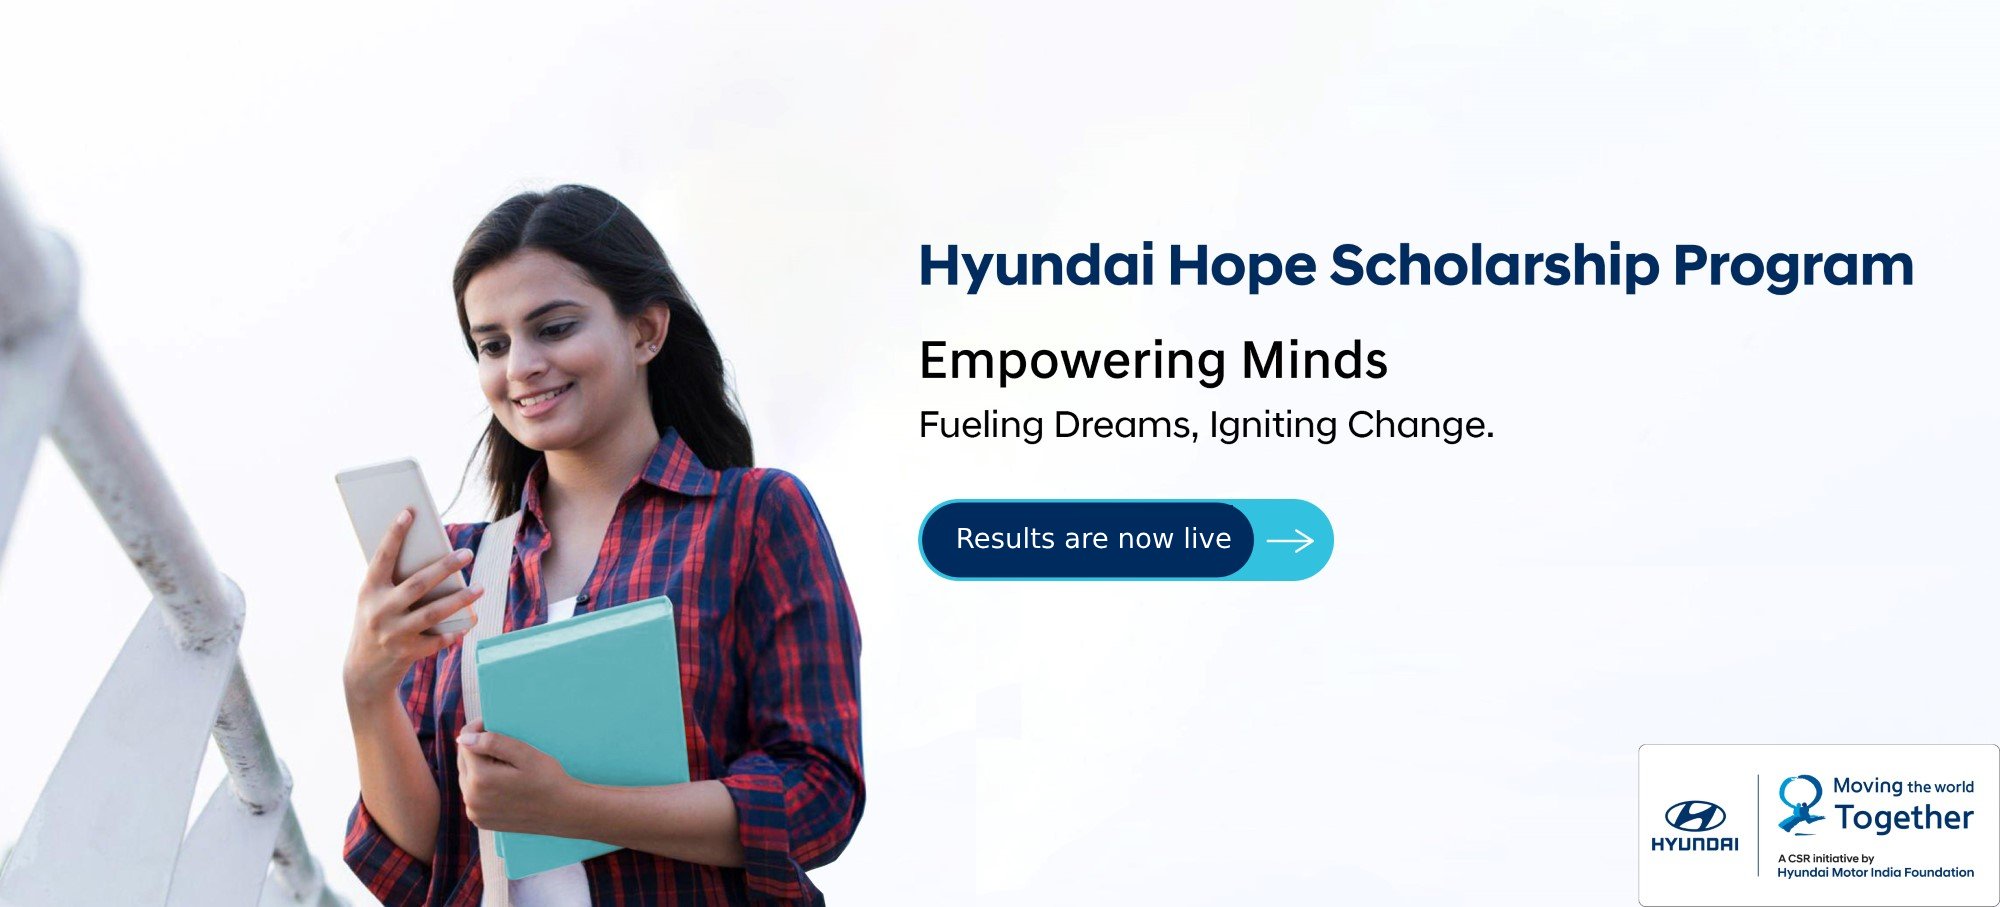 Hyundai Hope Scholarship Program
Empowering Minds
Fueling Dreams, Igniting Change.
Results are now live
HYUNDAI
Moving the world
Together
A CSR initiative by
Hyundai Motor India Foundation